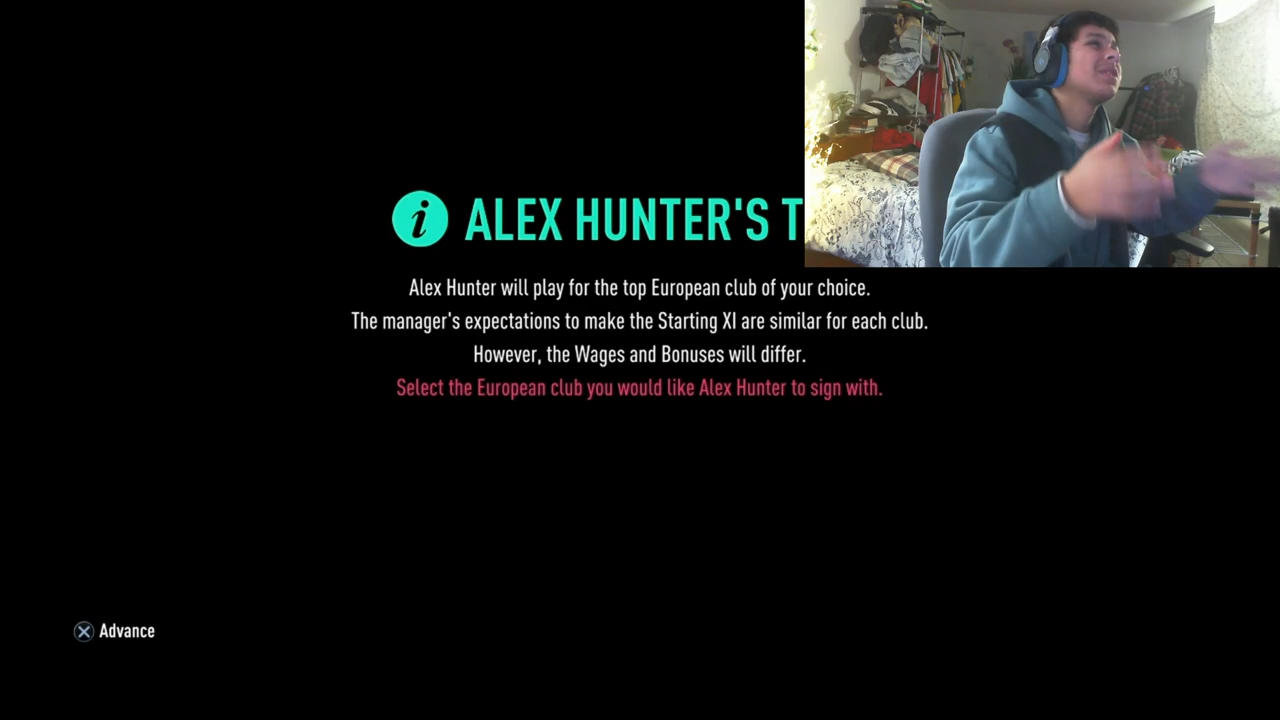 ALEX HUNTER'S T
Alex Hunter will play for the top European club of your choice.
The manager's expectations to make the Starting XI are similar for each club.
However, the Wages and Bonuses will differ.
Select the European club you would like Alex Hunter to sign with.
Advance